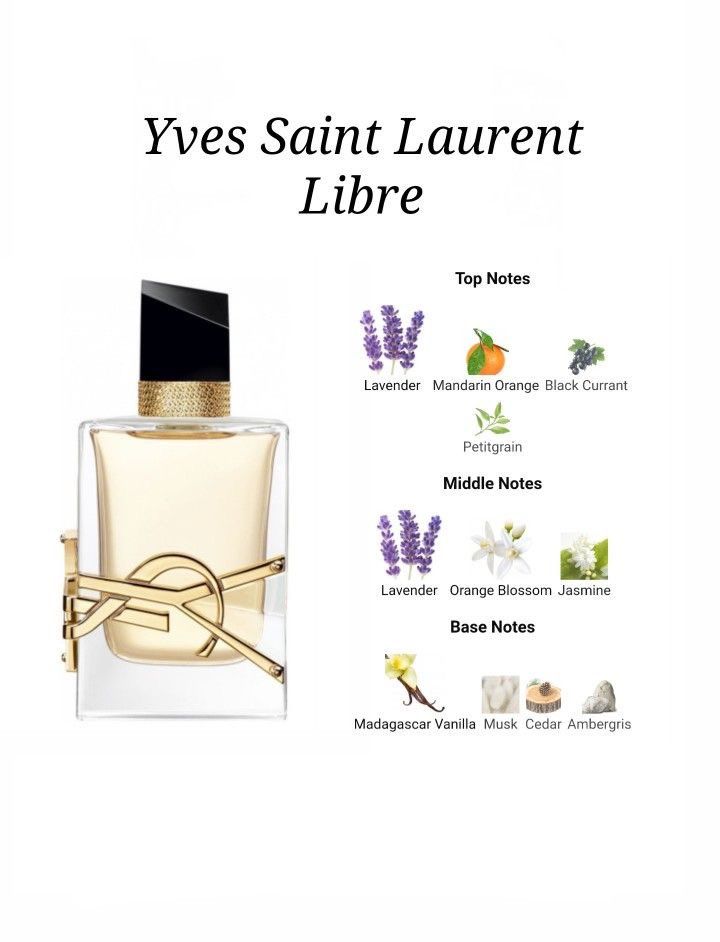 Yves Saint Laurent
Libre
Top Notes
Lavender Mandarin Orange Black Currant
Petitgrain
Middle Notes
Lavender Orange Blossom Jasmine
Base Notes
Madagascar Vanilla Musk Cedar Ambergris